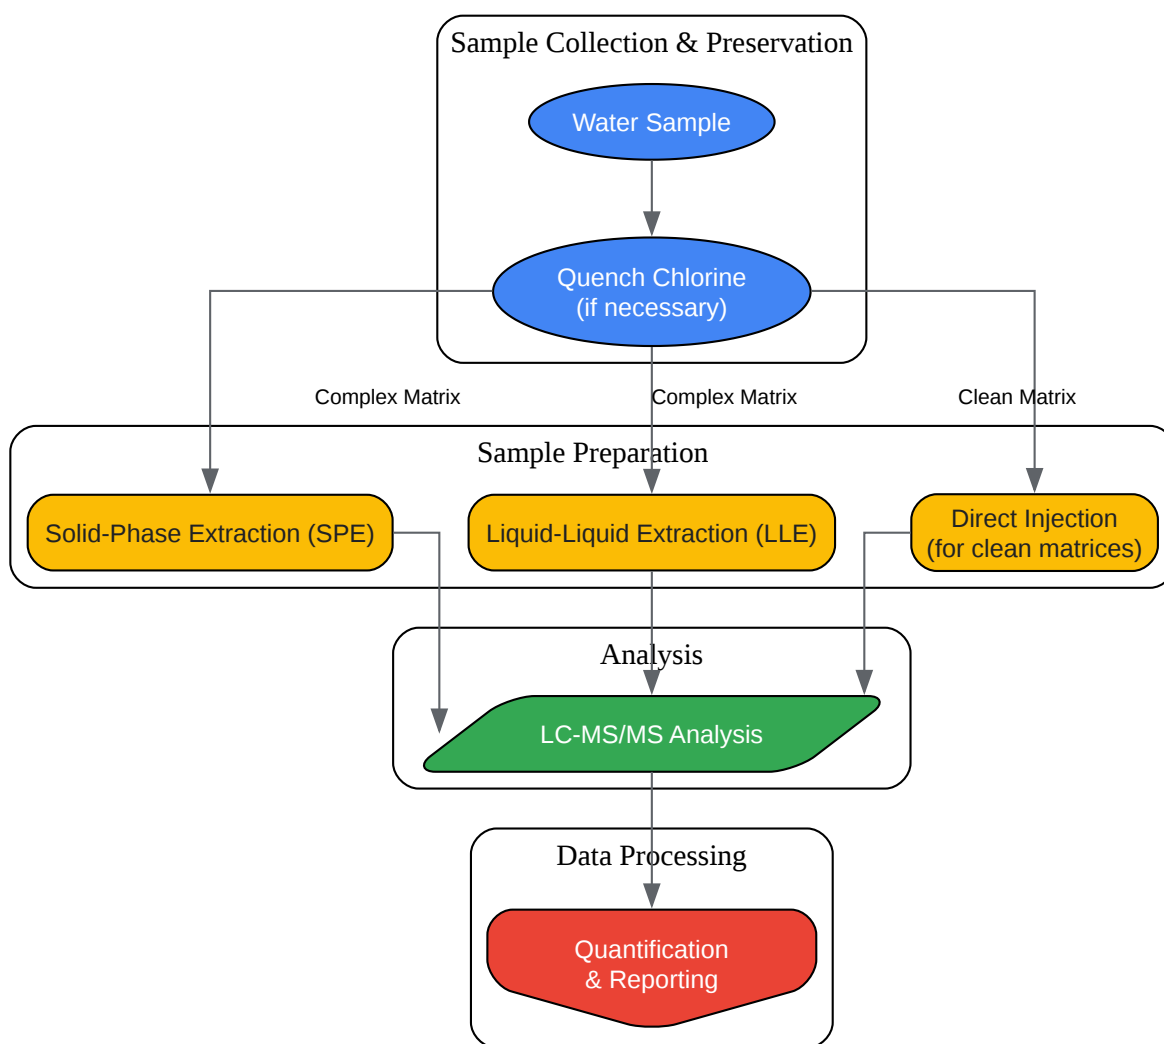 Sample Collection & Preservation
Water Sample
Quench Chlorine
(if necessary)
Complex Matrix
Complex Matrix
Clean Matrix
Sample Preparation
Solid-Phase Extraction (SPE)
Liquid-Liquid Extraction (LLE)
Direct Injection
(for clean matrices)
Analysis
LC-MS/MS Analysis
Data Processing
Quantification
& Reporting